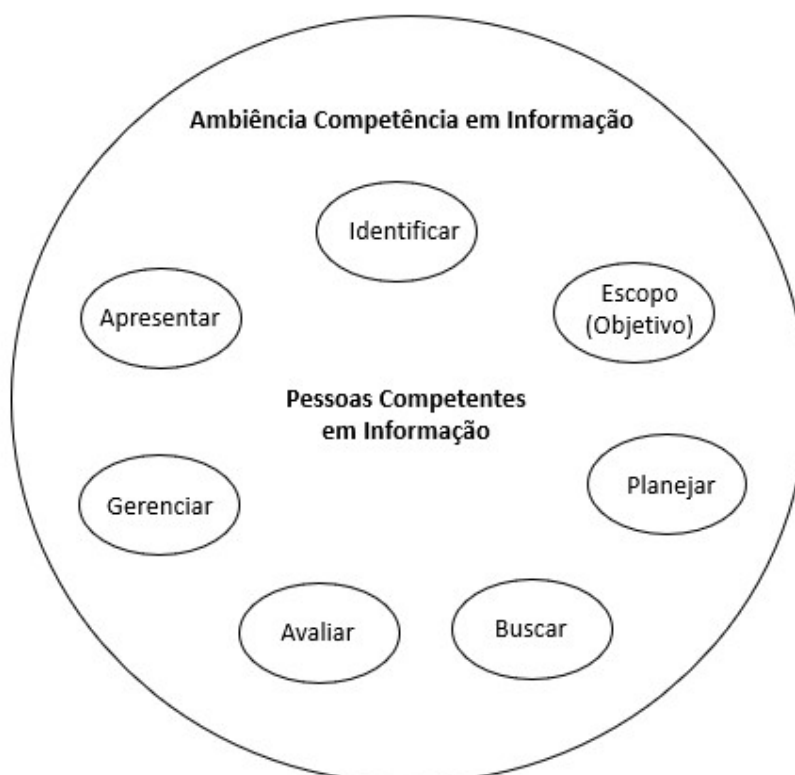 Ambiência Competência em Informação
Identificar
Escopo
(Objetivo)
Apresentar
Pessoas Competentes
em Informação
Planejar
Gerenciar
Buscar
Avaliar